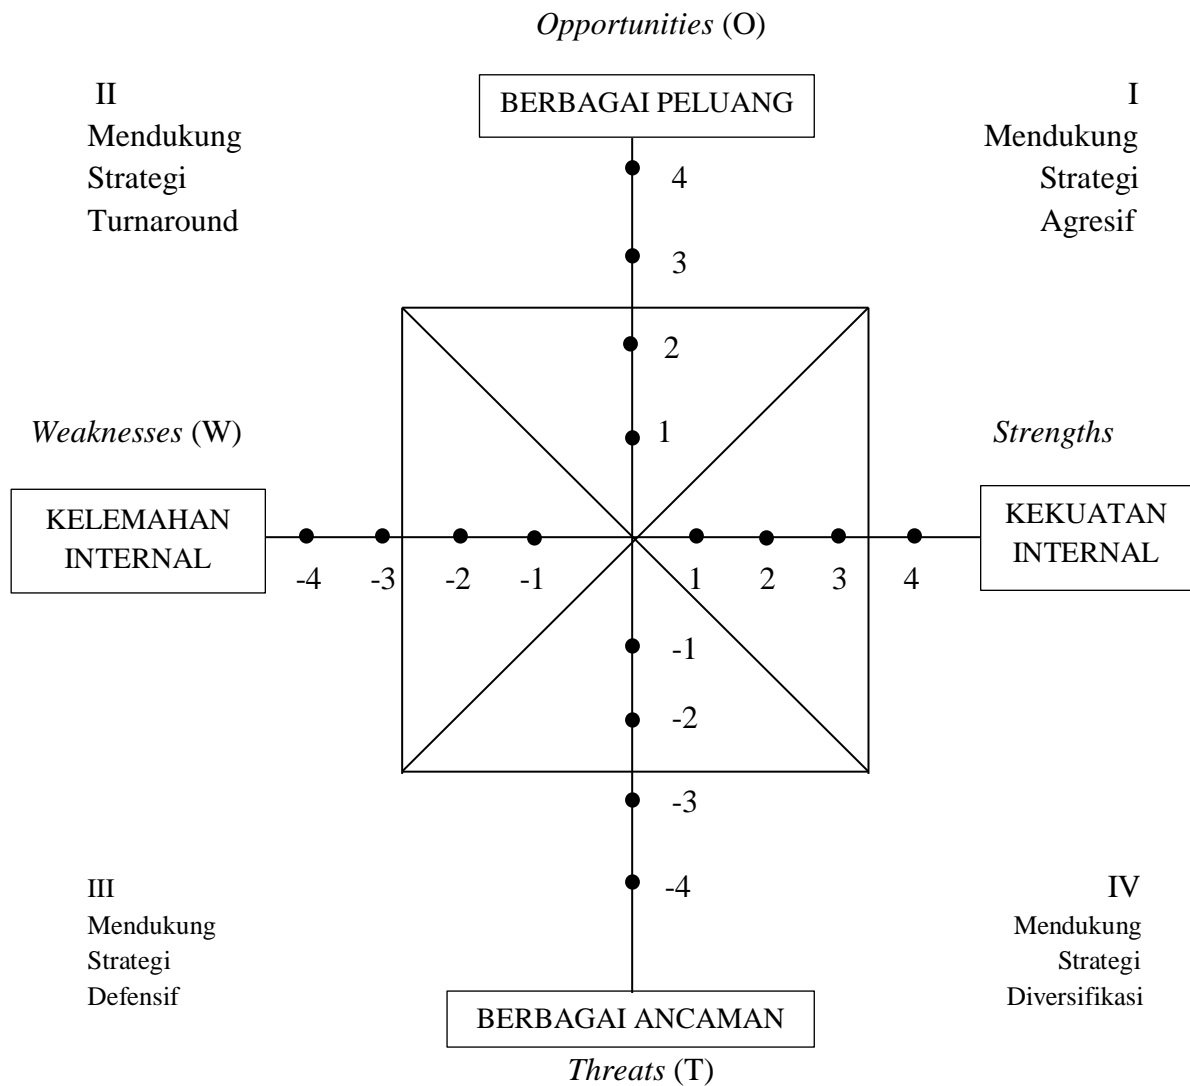 Opportunities (O)
II
Mendukung
Strategi
Turnaround
BERBAGAI PELUANG
I
Mendukung
Strategi
Agresif
4
3
2
1
Weaknesses (W)
Strengths
KELEMAHAN
INTERNAL
KEKUATAN
INTERNAL
-4 -3 -2 -1 1 2 3 4
-1
-2
-3
-4
III
Mendukung
Strategi
Defensif
IV
Mendukung
Strategi
Diversifikasi
BERBAGAI ANCAMAN
Threats (T)